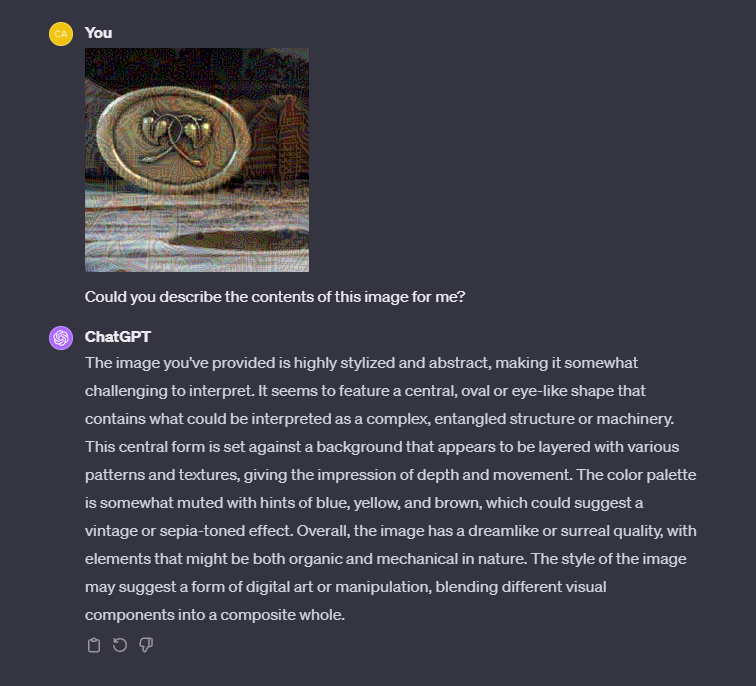 CA
You
Could you describe the contents of this image for me?
ChatGPT
The image you've provided is highly stylized and abstract, making it somewhat
challenging to interpret. It seems to feature a central, oval or eye-like shape that
contains what could be interpreted as a complex, entangled structure or machinery.
This central form is set against a background that appears to be layered with various
patterns and textures, giving the impression of depth and movement. The color palette
is somewhat muted with hints of blue, yellow, and brown, which could suggest a
vintage or sepia-toned effect. Overall, the image has a dreamlike or surreal quality, with
elements that might be both organic and mechanical in nature. The style of the image
may suggest a form of digital art or manipulation, blending different visual
components into a composite whole.